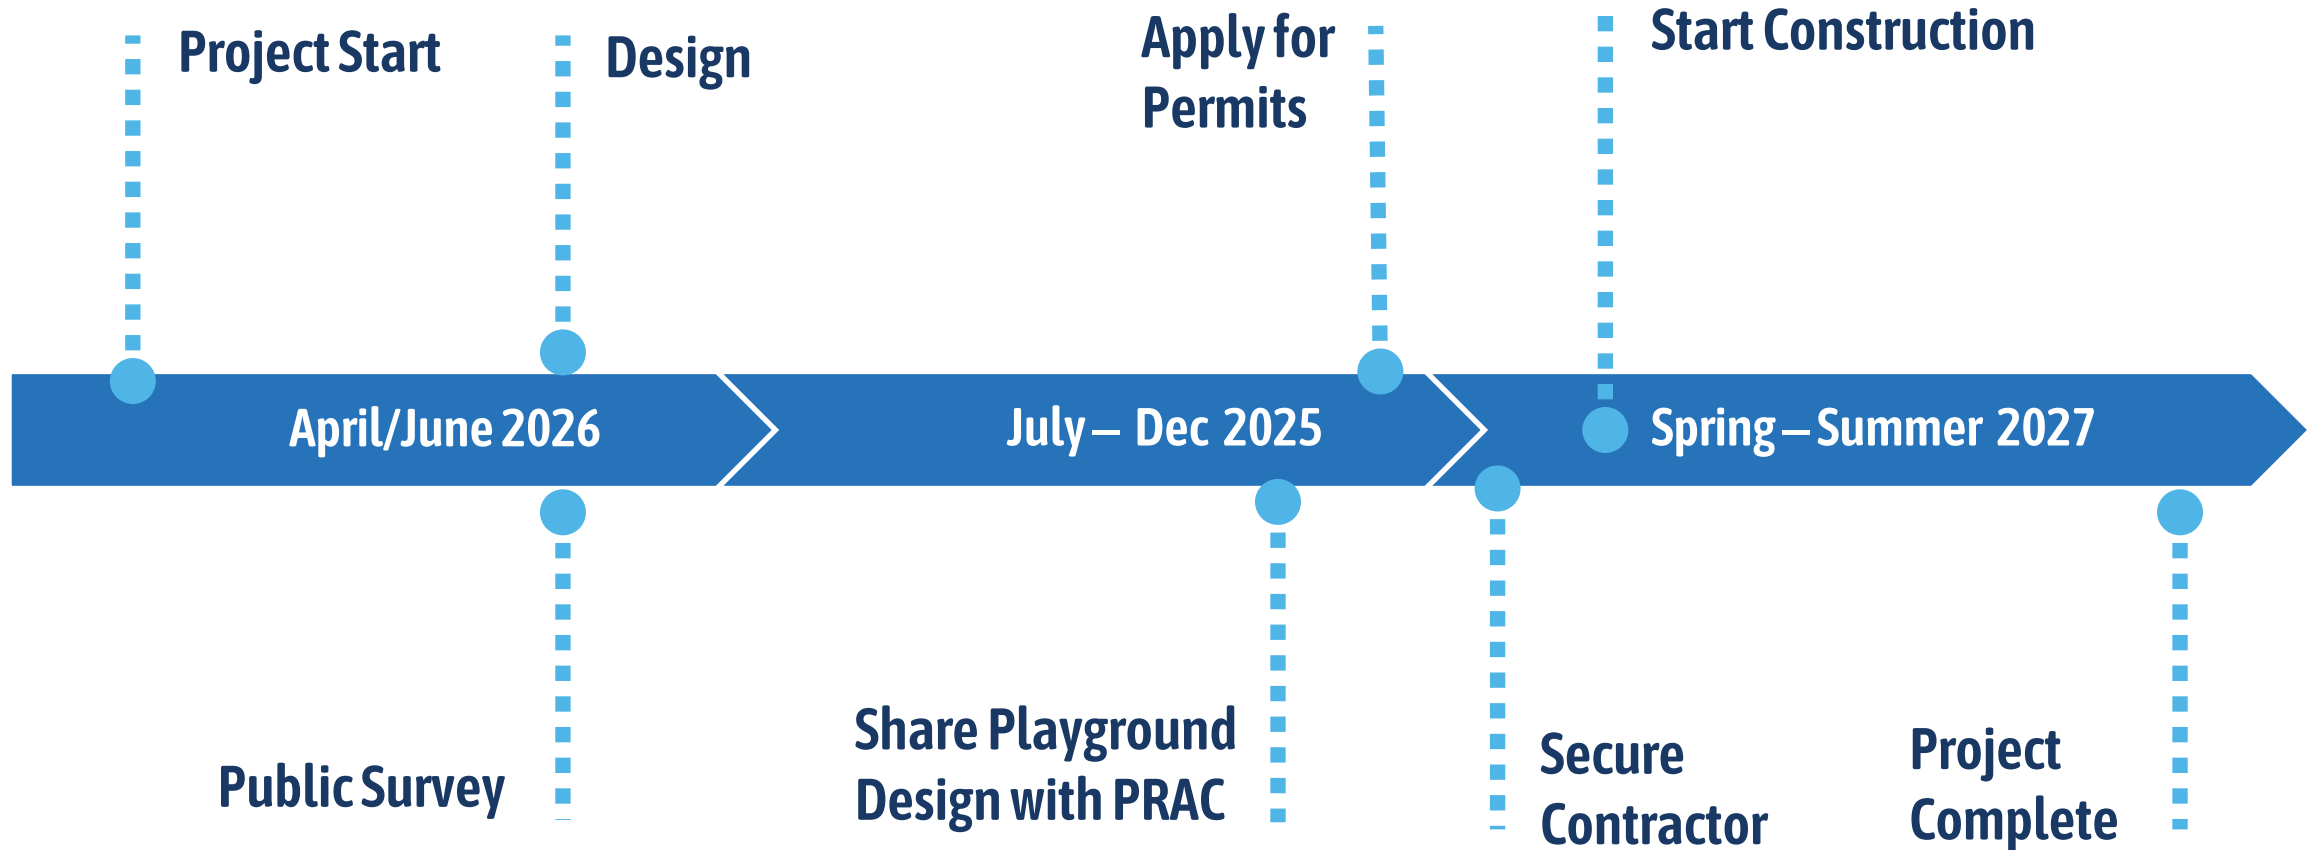 Project Start
Design
Apply for
Permits
Start Construction
April/June 2026
July – Dec 2025
Spring – Summer 2027
Public Survey
Share Playground
Design with PRAC
Secure
Contractor
Project
Complete